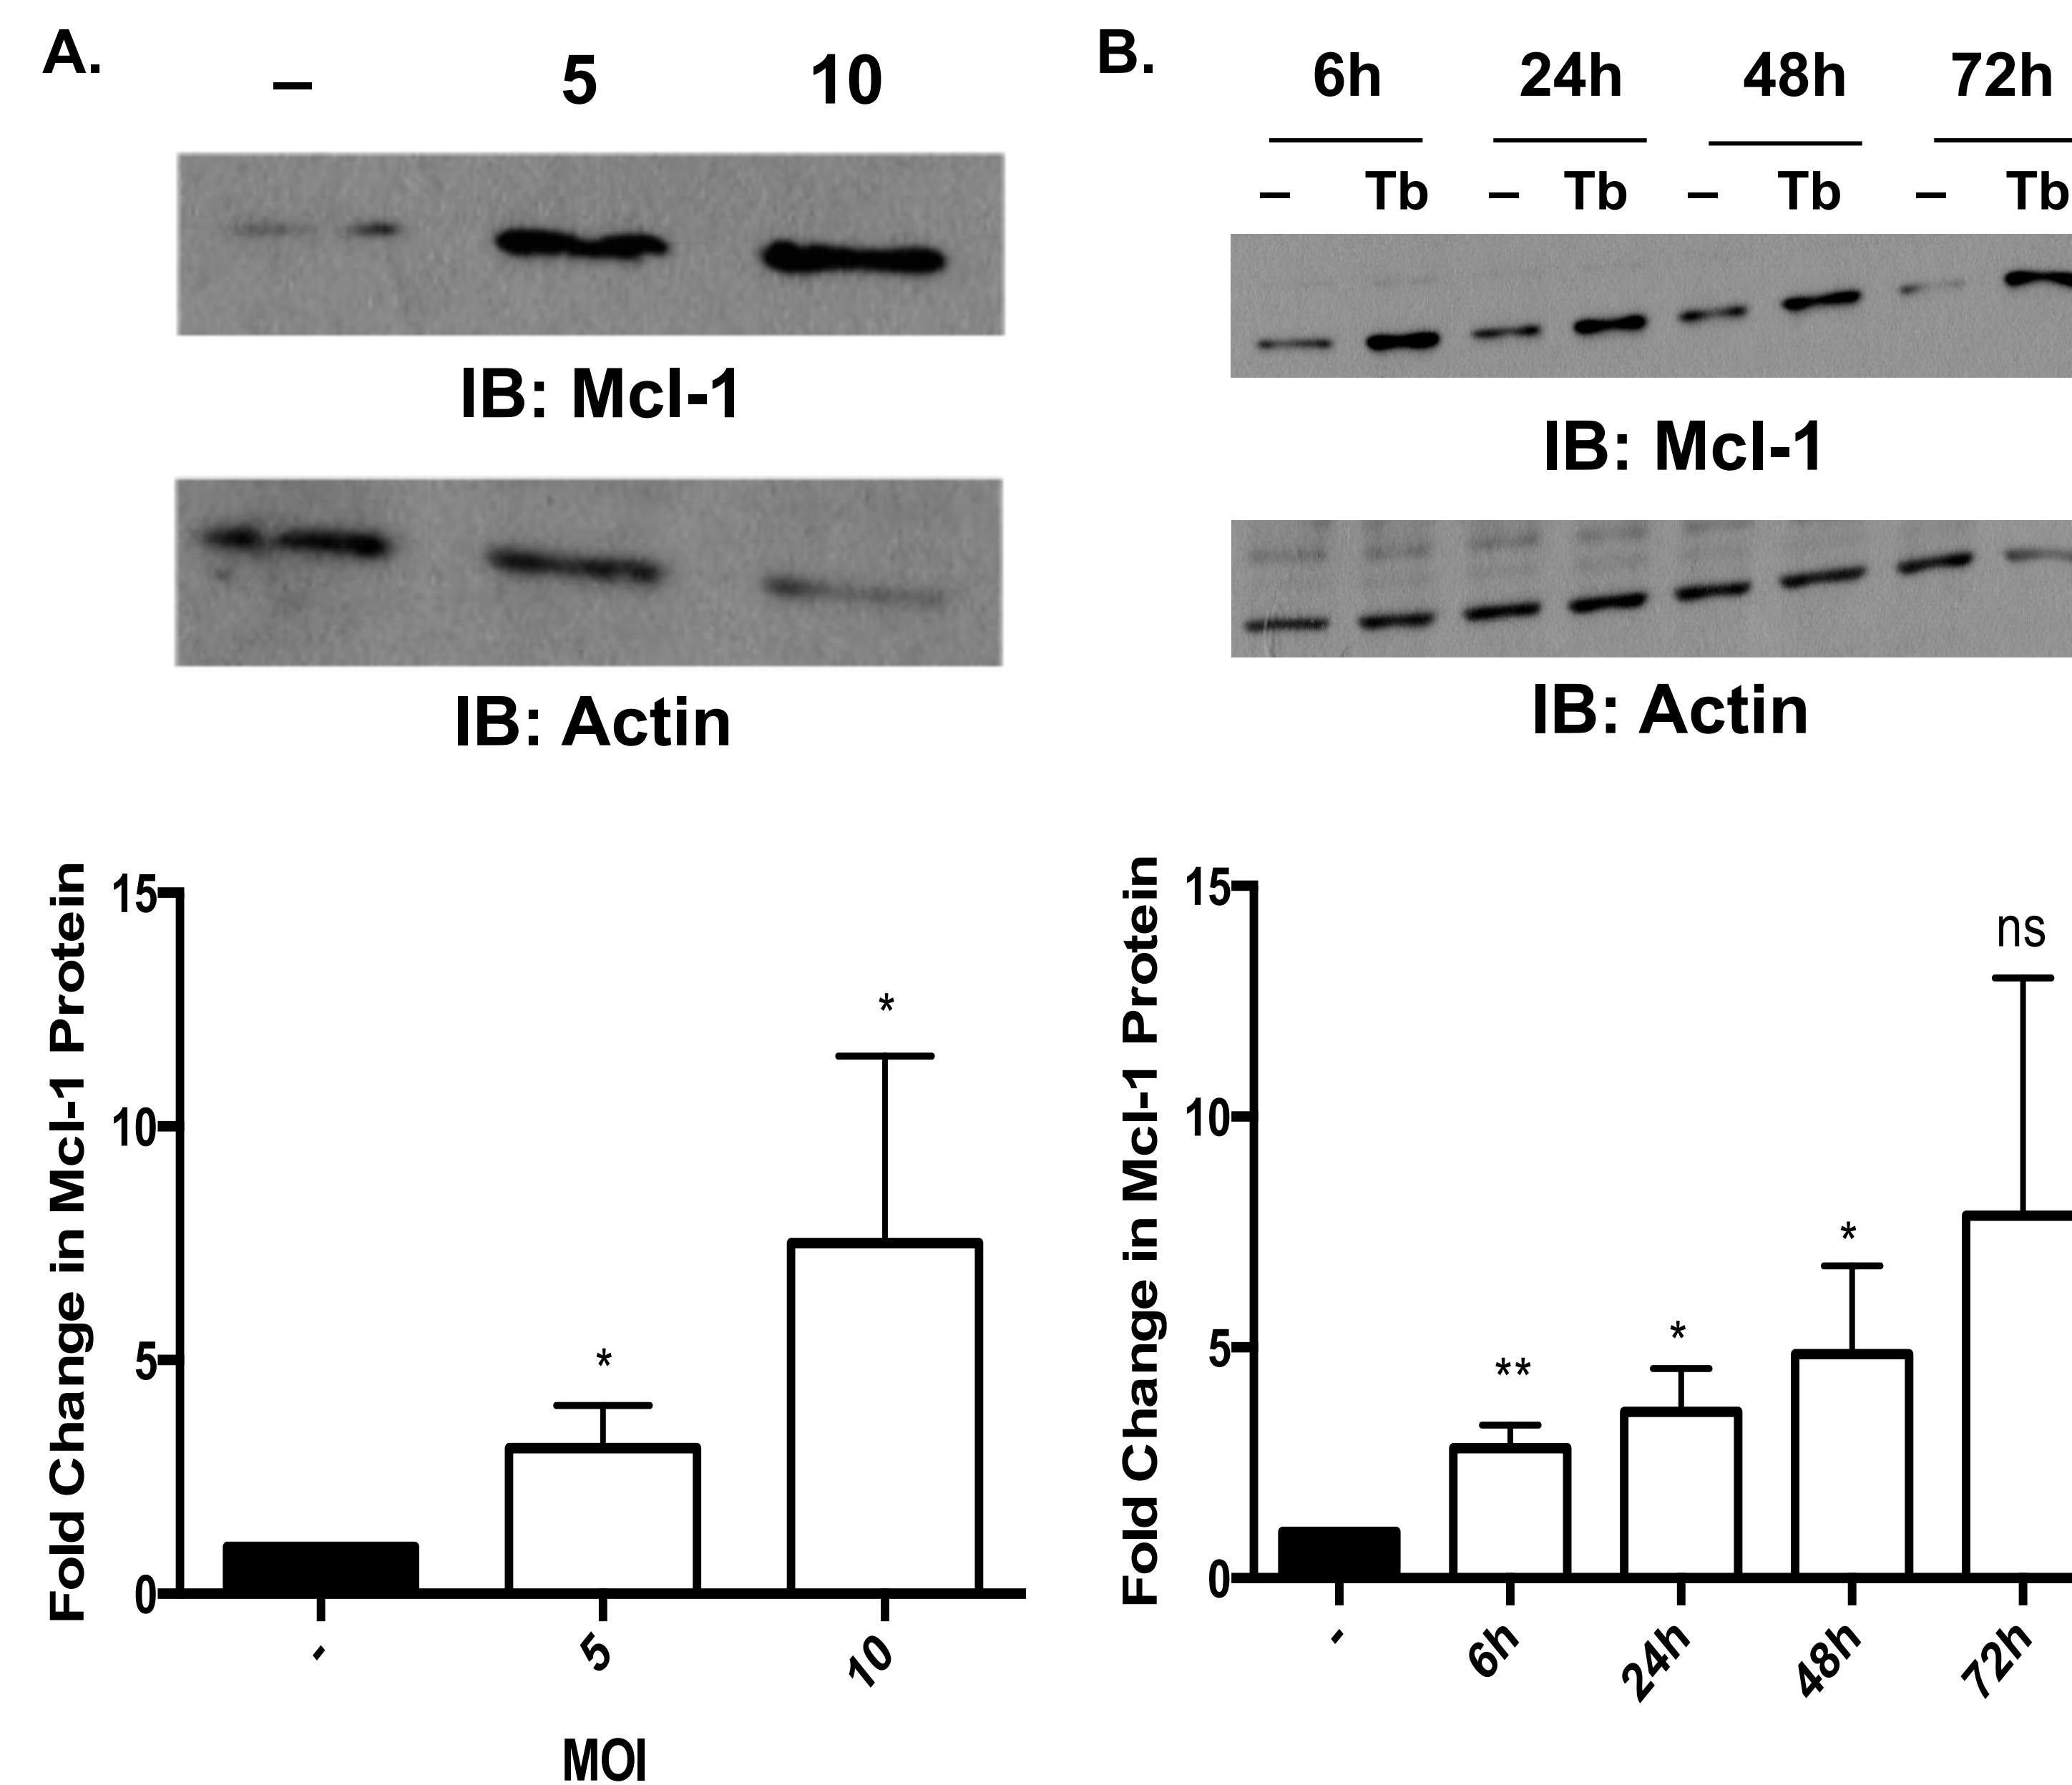 A.
– 5 10
IB: Mcl-1
IB: Actin
Fold Change in Mcl-1 Protein
15
10
5
0
*
*
- 5 10
MOI
B.
6h 24h 48h 72h
– Tb – Tb – Tb – Tb
IB: Mcl-1
IB: Actin
Fold Change in Mcl-1 Protein
15
10
5
0
**
*
*
ns
- 6h 24h 48h 72h